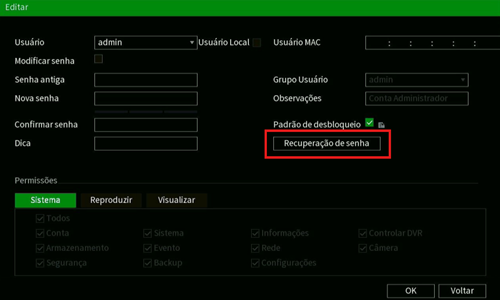 Editar
Usuário admin Usuário Local Usuário MAC : : : : :
Modificar senha
Senha antiga Grupo Usuário admin
Nova senha Observações Conta Administrador
Confirmar senha Padrão de desbloqueio
Dica Recuperação de senha
Permissões
Sistema Reproduzir Visualizar
Todos
Conta Sistema Informações Controlar DVR
Armazenamento Evento Rede Câmera
Segurança Backup Configurações
OK Voltar